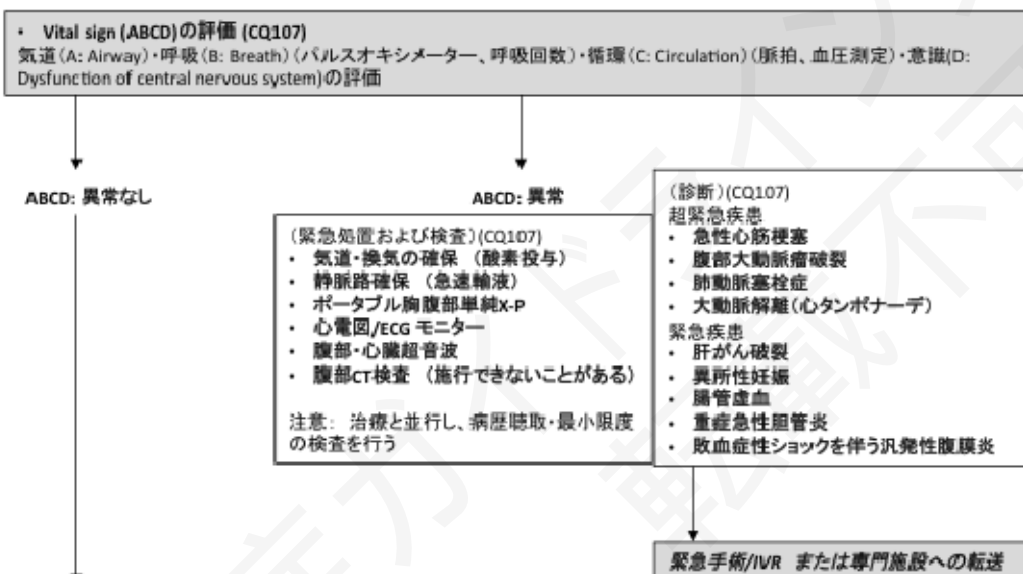 ・ Vital sign (ABCD)の評価 (CQ107)
気道(A: Airway)・呼吸(B: Breath)(パルスオキシメーター、呼吸回数)・循環(C: Circulation)(脈拍、血圧測定)・意識(D:
Dysfunction of central nervous system)の評価
ABCD: 異常なし
ABCD: 異常
(緊急処置および検査)(CQ107)
・ 気道・換気の確保 (酸素投与)
・ 静脈路確保 (急速輸液)
・ ポータブル胸腹部単純X-P
・ 心電図/ECG モニター
・ 腹部・心臓超音波
・ 腹部CT検査 (施行できないことがある)
注意: 治療と並行し、病歴聴取・最小限度
の検査を行う
(診断)(CQ107)
超緊急疾患
・ 急性心筋梗塞
・ 腹部大動脈瘤破裂
・ 肺動脈塞栓症
・ 大動脈解離(心タンポナーデ)
緊急疾患
・ 肝がん破裂
・ 異所性妊娠
・ 腸管虚血
・ 重症急性胆管炎
・ 敗血症性ショックを伴う汎発性腹膜炎
緊急手術/IVR または専門施設への転送
転載不可